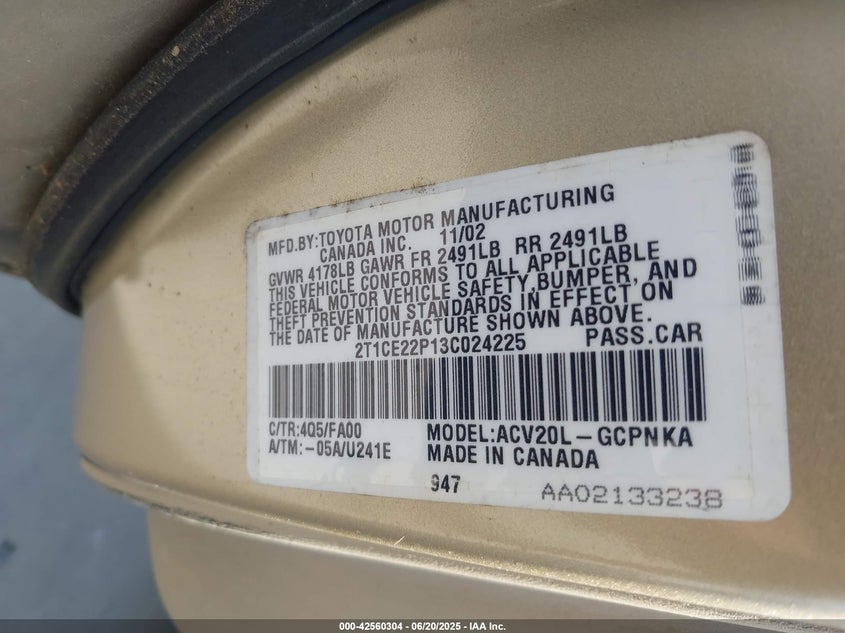 MFD.BY:TOYOTA MOTOR MANUFACTURING
CANADA INC. 11/02
GVWR 4178LB GAWR FR 2491LB RR 2491LB
THIS VEHICLE CONFORMS TO ALL APPLICABLE
FEDERAL MOTOR VEHICLE SAFETY,BUMPER, AND
THEFT PREVENTION STANDARDS IN EFFECT ON
THE DATE OF MANUFACTURE SHOWN ABOVE.
2T1CE22P13C024225 PASS.CAR
C/TR:4Q5/FA00 MODEL:ACV20L-GCPNKA
A/TM:-05A/U241E MADE IN CANADA
947 AA02133238
000-42560304 / 06/20/2025 - IAA Inc.